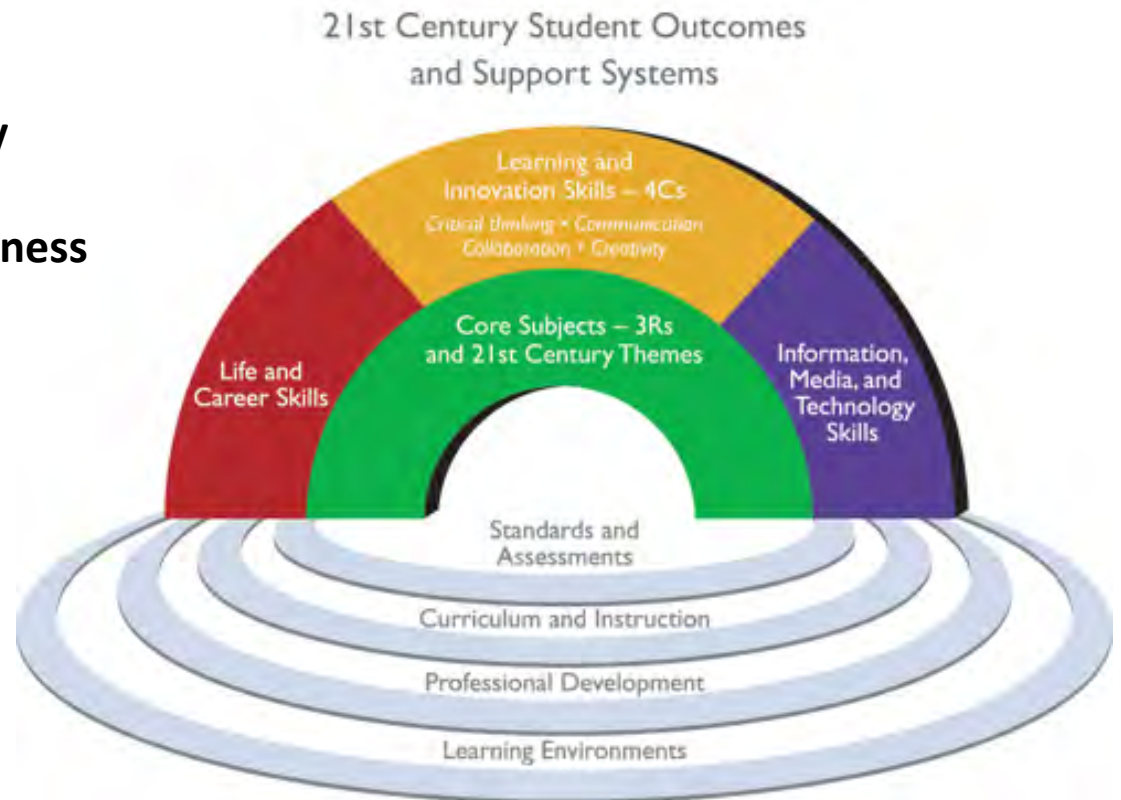 21st Century Student Outcomes
and Support Systems
y
ness
Learning and
Innovation Skills – 4Cs
Critical thinking • Communication
Collaboration • Creativity
Core Subjects – 3Rs
and 21st Century Themes
Life and
Career Skills
Information,
Media, and
Technology
Skills
Standards and
Assessments
Curriculum and Instruction
Professional Development
Learning Environments